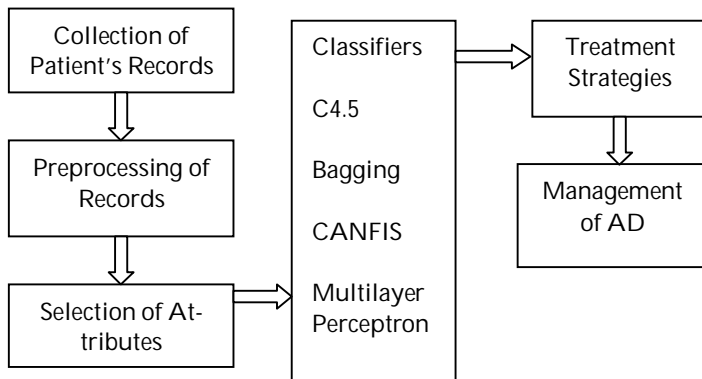 Collection of
Patient's Records
Preprocessing of
Records
Selection of At-
tributes
Classifiers
C4.5
Bagging
CANFIS
Multilayer
Perceptron
Treatment
Strategies
Management
of AD